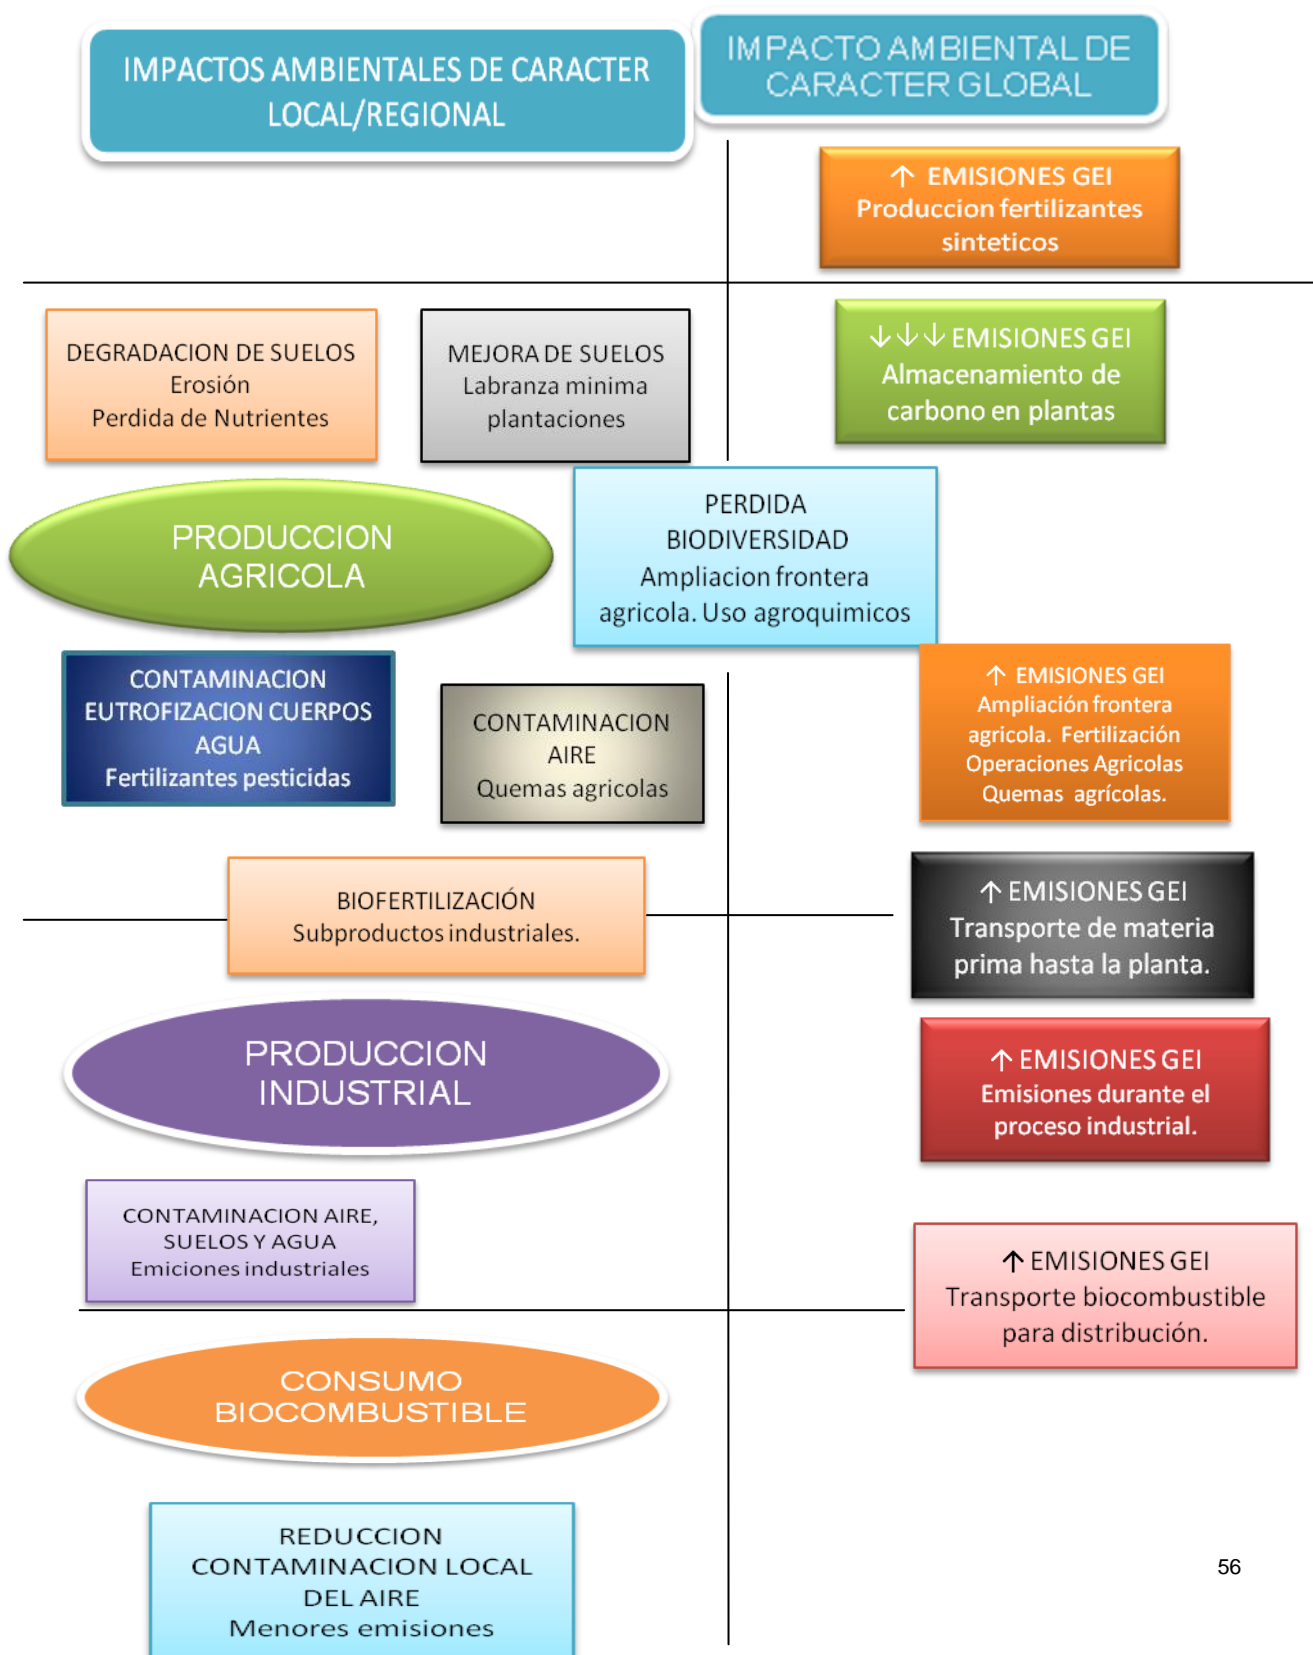 IMPACTOS AMBIENTALES DE CARACTER
LOCAL/REGIONAL
IMPACTO AMBIENTAL DE
CARACTER GLOBAL
↑ EMISIONES GEI
Produccion fertilizantes
sinteticos
DEGRADACION DE SUELOS
Erosión
Perdida de Nutrientes
MEJORA DE SUELOS
Labranza minima
plantaciones
↓↓↓ EMISIONES GEI
Almacenamiento de
carbono en plantas
PRODUCCION
AGRICOLA
PERDIDA
BIODIVERSIDAD
Ampliacion frontera
agricola. Uso agroquimicos
CONTAMINACION
EUTROFIZACION CUERPOS
AGUA
Fertilizantes pesticidas
CONTAMINACION
AIRE
Quemas agricolas
↑ EMISIONES GEI
Ampliación frontera
agricola. Fertilización
Operaciones Agricolas
Quemas agrícolas.
BIOFERTILIZACIÓN
Subproductos industriales.
↑ EMISIONES GEI
Transporte de materia
prima hasta la planta.
PRODUCCION
INDUSTRIAL
↑ EMISIONES GEI
Emisiones durante el
proceso industrial.
CONTAMINACION AIRE,
SUELOS Y AGUA
Emiciones industriales
↑ EMISIONES GEI
Transporte biocombustible
para distribución.
CONSUMO
BIOCOMBUSTIBLE
REDUCCION
CONTAMINACION LOCAL
DEL AIRE
Menores emisiones
56